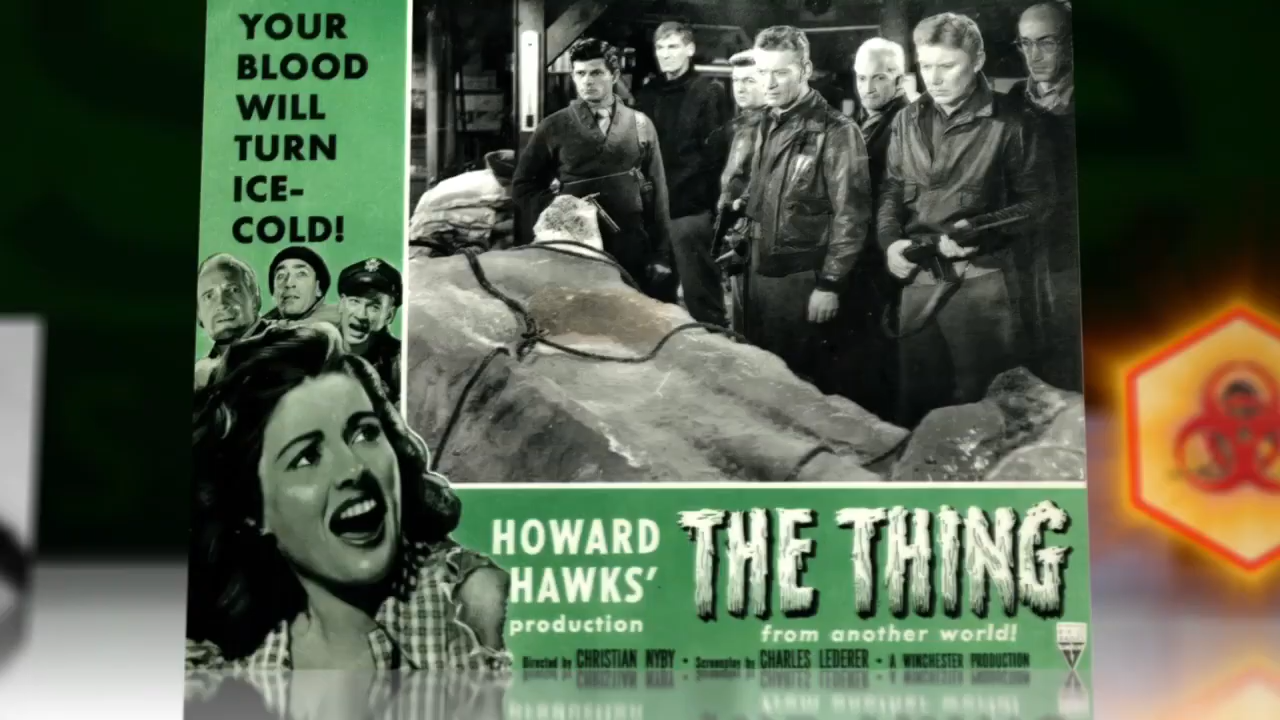 YOUR
BLOOD
WILL
TURN
ICE-
COLD!
HOWARD
HAWKS'
production
THE THING
from another world!
Directed by CHRISTIAN NYBY • Screenplay by CHARLES LEDERER • A WINCHESTER PRODUCTION